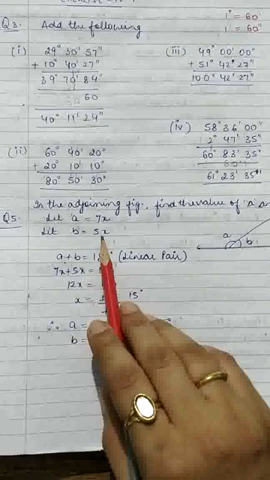 Q3. Add the following
1° = 60'
1' = 60"
(i) 29° 30' 57"
+ 10° 40' 27"
39° 70' 84"
60
40° 11' 24"
(iii) 49° 00' 00"
+ 51° 42' 27"
100° 42' 27"
(iv) 58° 36' 00"
2° 47' 35"
60° 83' 35"
61° 23' 35"
(ii) 60° 40' 20"
+ 20° 10' 10"
80° 50' 30"
Q5. In the adjoining fig, find the value of 'a'
Let a = 7x
Let b = 5x
a b
a + b = (Linear Pair)
7x + 5x =
12x =
x = 15°
a =
b =